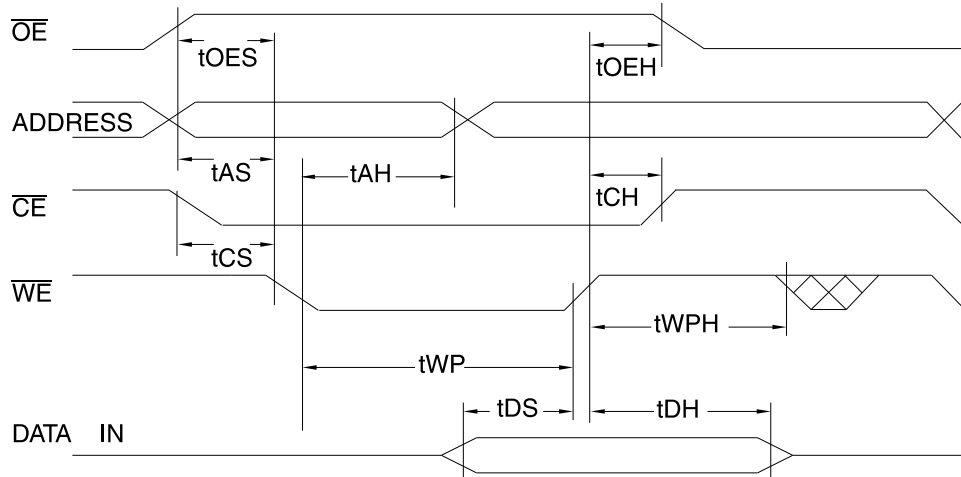 OE
tOES
tOEH
ADDRESS
tAS
tAH
tCH
CE
tCS
WE
tWPH
tWP
tDS
tDH
DATA IN